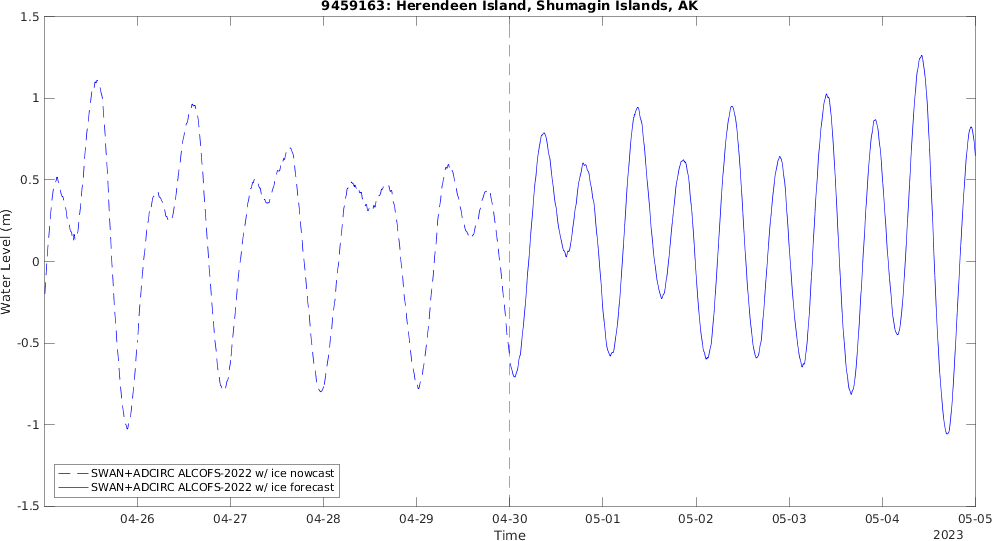 9459163: Herendeen Island, Shumagin Islands, AK
1.5
1
0.5
0
-0.5
-1
-1.5
Water Level (m)
SWAN+ADCIRC ALCOFS-2022 w/ ice nowcast
SWAN+ADCIRC ALCOFS-2022 w/ ice forecast
04-26 04-27 04-28 04-29 04-30 05-01 05-02 05-03 05-04 05-05
Time
2023